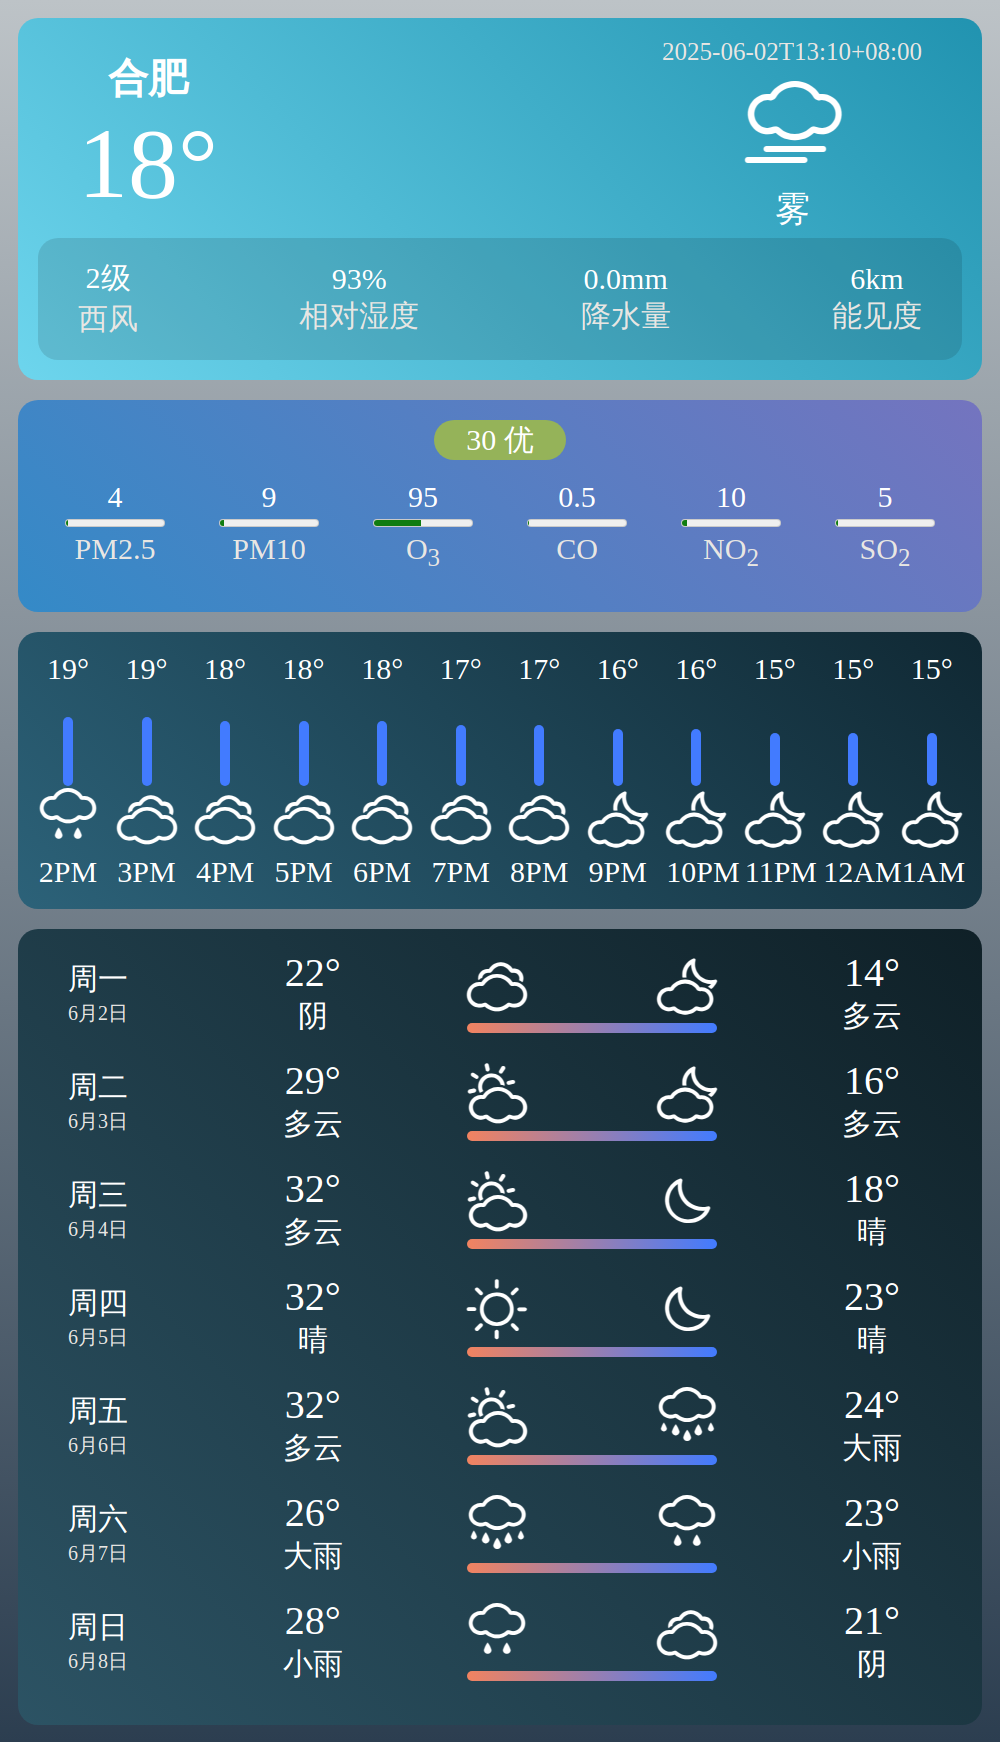 合肥
18°
2025-06-02T13:10+08:00
雾
2级 93% 0.0mm 6km
西风 相对湿度 降水量 能见度
30 优
4 9 95 0.5 10 5
PM2.5 PM10 O3 CO NO2 SO2
19° 19° 18° 18° 18° 17° 17° 16° 16° 15° 15° 15°
2PM 3PM 4PM 5PM 6PM 7PM 8PM 9PM 10PM 11PM 12AM 1AM
周一 22° 14°
6月2日 阴 多云
周二 29° 16°
6月3日 多云 多云
周三 32° 18°
6月4日 多云 晴
周四 32° 23°
6月5日 晴 晴
周五 32° 24°
6月6日 多云 大雨
周六 26° 23°
6月7日 大雨 小雨
周日 28° 21°
6月8日 小雨 阴